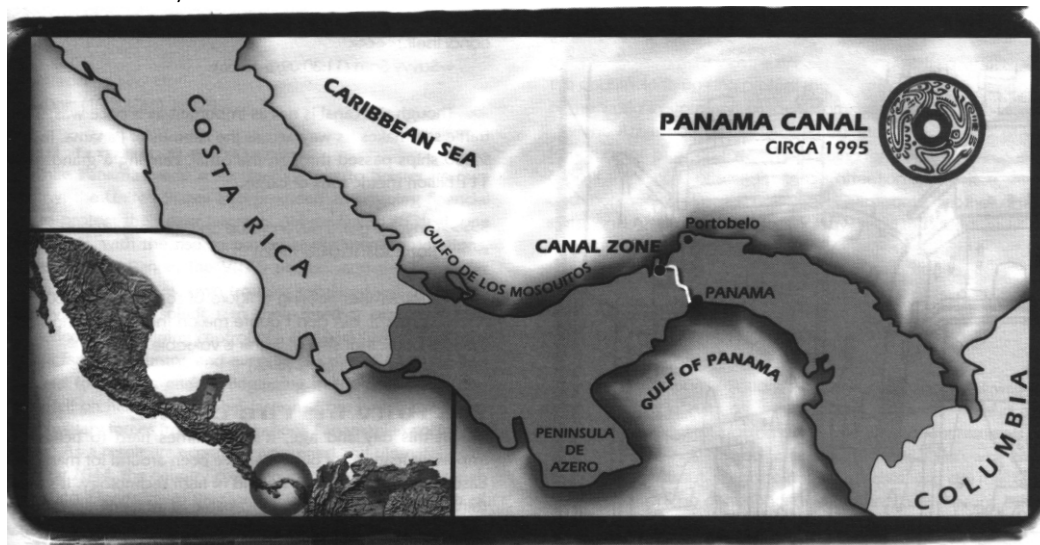 PANAMA CANAL
CIRCA 1995
CARIBBEAN SEA
COSTA RICA
GULFO DE LOS MOSQUITOS
CANAL ZONE
Portobelo
PANAMA
GULF OF PANAMA
PENINSULA
DE
AZERO
COLUMBIA